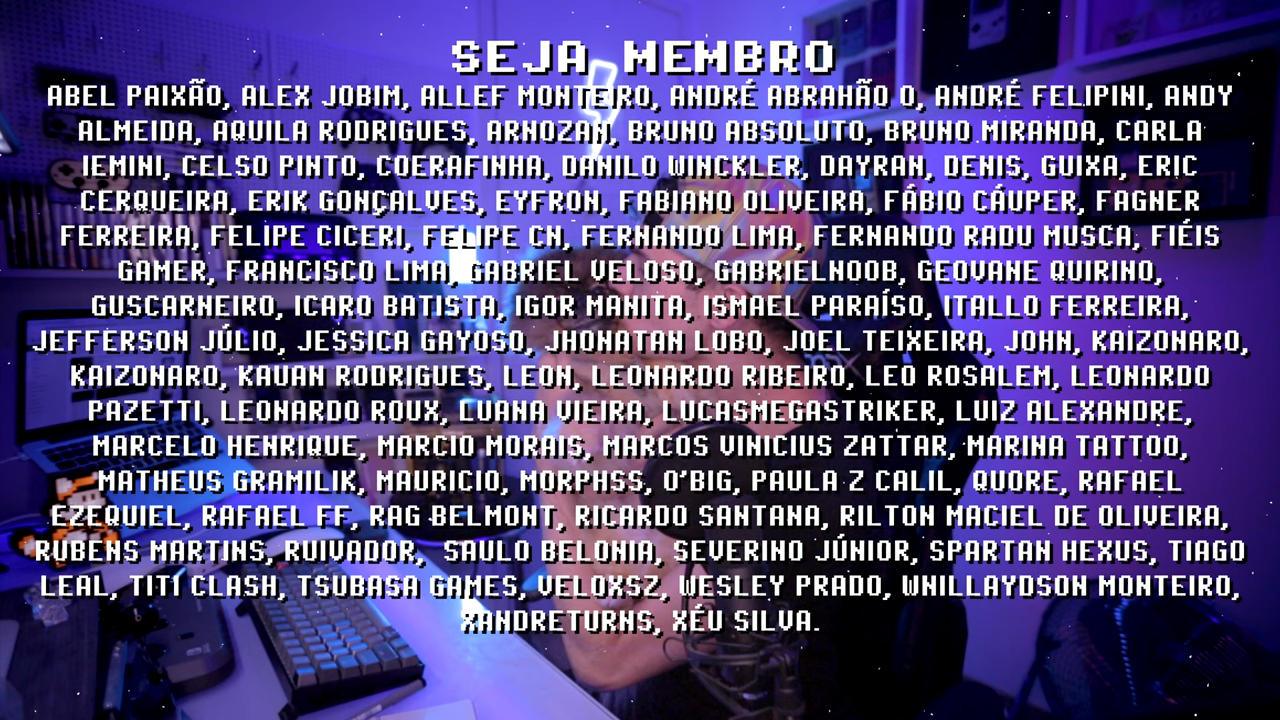 SEJA MEMBRO
ABEL PAIXÃO, ALEX JOBIM, ALLEF MONTEIRO, ANDRÉ ABRAHÃO O, ANDRÉ FELIPINI, ANDY
ALMEIDA, AQUILA RODRIGUES, ARNOZAN, BRUNO ABSOLUTO, BRUNO MIRANDA, CARLA
IEMINI, CELSO PINTO, COERAFINHA, DANILO WINCKLER, DAYRAN, DENIS, GUIXA, ERIC
CERQUEIRA, ERIK GONÇALVES, EYFRON, FABIANO OLIVEIRA, FÁBIO CÁUPER, FAGNER
FERREIRA, FELIPE CICERI, FELIPE CN, FERNANDO LIMA, FERNANDO RADU MUSCA, FIÉIS
GAMER, FRANCISCO LIMA, GABRIEL VELOSO, GABRIELNOOB, GEOVANE QUIRINO,
GUSCARNEIRO, ICARO BATISTA, IGOR MANITA, ISMAEL PARAÍSO, ITALLO FERREIRA,
JEFFERSON JÚLIO, JESSICA GAYOSO, JHONATAN LOBO, JOEL TEIXEIRA, JOHN, KAIZONARO,
KAIZONARO, KAUAN RODRIGUES, LEON, LEONARDO RIBEIRO, LEO ROSALEM, LEONARDO
PAZETTI, LEONARDO ROUX, LUANA VIEIRA, LUCASMEGASTRIKER, LUIZ ALEXANDRE,
MARCELO HENRIQUE, MARCIO MORAIS, MARCOS VINICIUS ZATTAR, MARINA TATTOO,
MATHEUS GRAMILIK, MAURICIO, MORPHSS, O'BIG, PAULA Z CALIL, QUORE, RAFAEL
EZEQUIEL, RAFAEL FF, RAG BELMONT, RICARDO SANTANA, RILTON MACIEL DE OLIVEIRA,
RUBENS MARTINS, RUIVADOR, SAULO BELONIA, SEVERINO JÚNIOR, SPARTAN HEXUS, TIAGO
LEAL, TITI CLASH, TSUBASA GAMES, VELOXSZ, WESLEY PRADO, WNILLAYDSON MONTEIRO,
XANDRETURNS, XÉU SILVA.